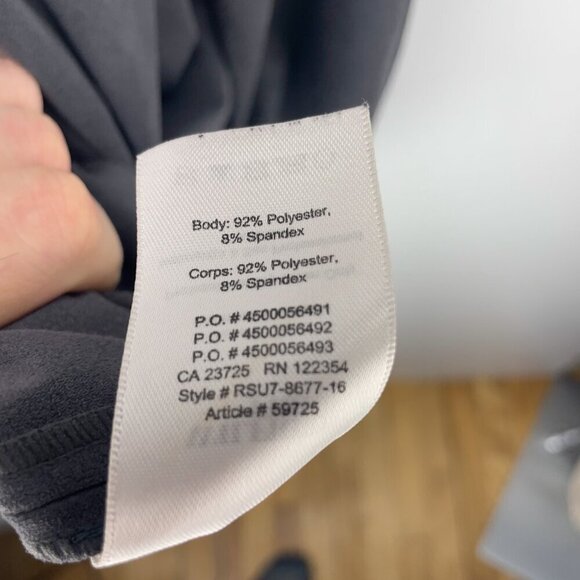 Body: 92% Polyester,
8% Spandex
Corps: 92% Polyester,
8% Spandex
P.O. # 4500056491
P.O. # 4500056492
P.O. # 4500056493
CA 23725 RN 122354
Style # RSU7-8677-16
Article # 59725